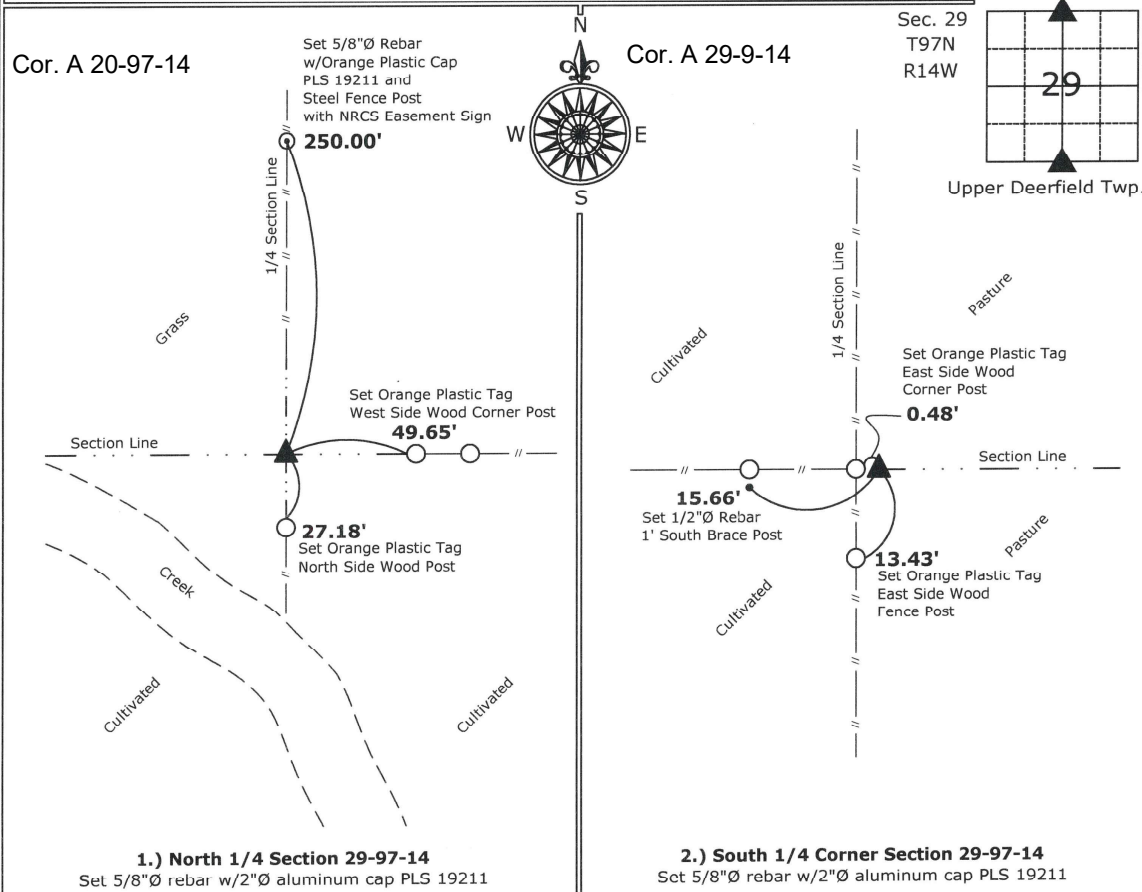 Cor. A 20-97-14
Set 5/8"Ø Rebar
w/Orange Plastic Cap
PLS 19211 and
Steel Fence Post
with NRCS Easement Sign
250.00'
1/4 Section Line
Grass
Set Orange Plastic Tag
West Side Wood Corner Post
49.65'
Section Line
27.18'
Set Orange Plastic Tag
North Side Wood Post
Creek
Cultivated
Cultivated
1.) North 1/4 Section 29-97-14
Set 5/8"Ø rebar w/2"Ø aluminum cap PLS 19211
N
W
E
S
Cor. A 29-9-14
Sec. 29
T97N
R14W
29
Upper Deerfield Twp.
1/4 Section Line
Pasture
Cultivated
Set Orange Plastic Tag
East Side Wood
Corner Post
0.48'
Section Line
15.66'
Set 1/2"Ø Rebar
1' South Brace Post
Pasture
13.43'
Set Orange Plastic Tag
East Side Wood
Fence Post
Cultivated
2.) South 1/4 Corner Section 29-97-14
Set 5/8"Ø rebar w/2"Ø aluminum cap PLS 19211